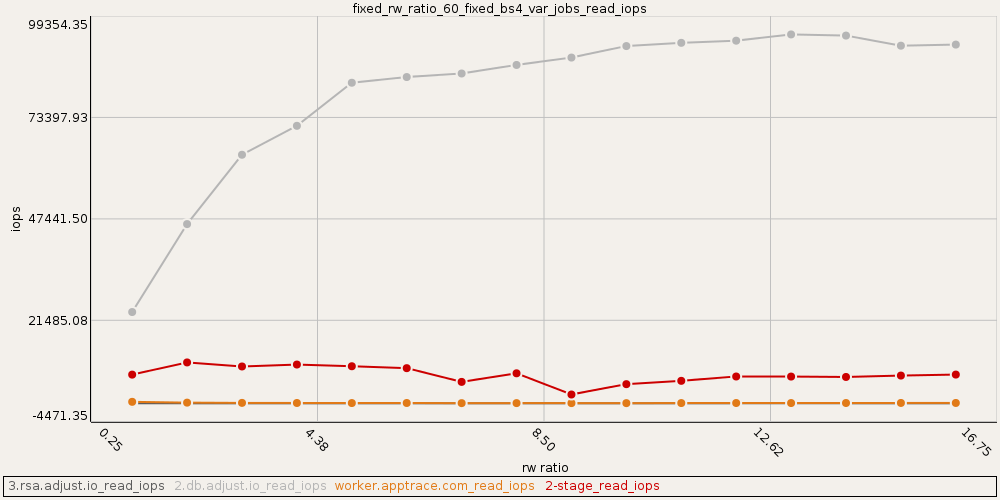 fixed_rw_ratio_60_fixed_bs4_var_jobs_read_iops
99354.35
73397.93
47441.50
21485.08
-4471.35
iops
0.25 4.38 8.50 12.62 16.75
rw ratio
3.rsa.adjust.io_read_iops 2.db.adjust.io_read_iops worker.apptrace.com_read_iops 2-stage_read_iops